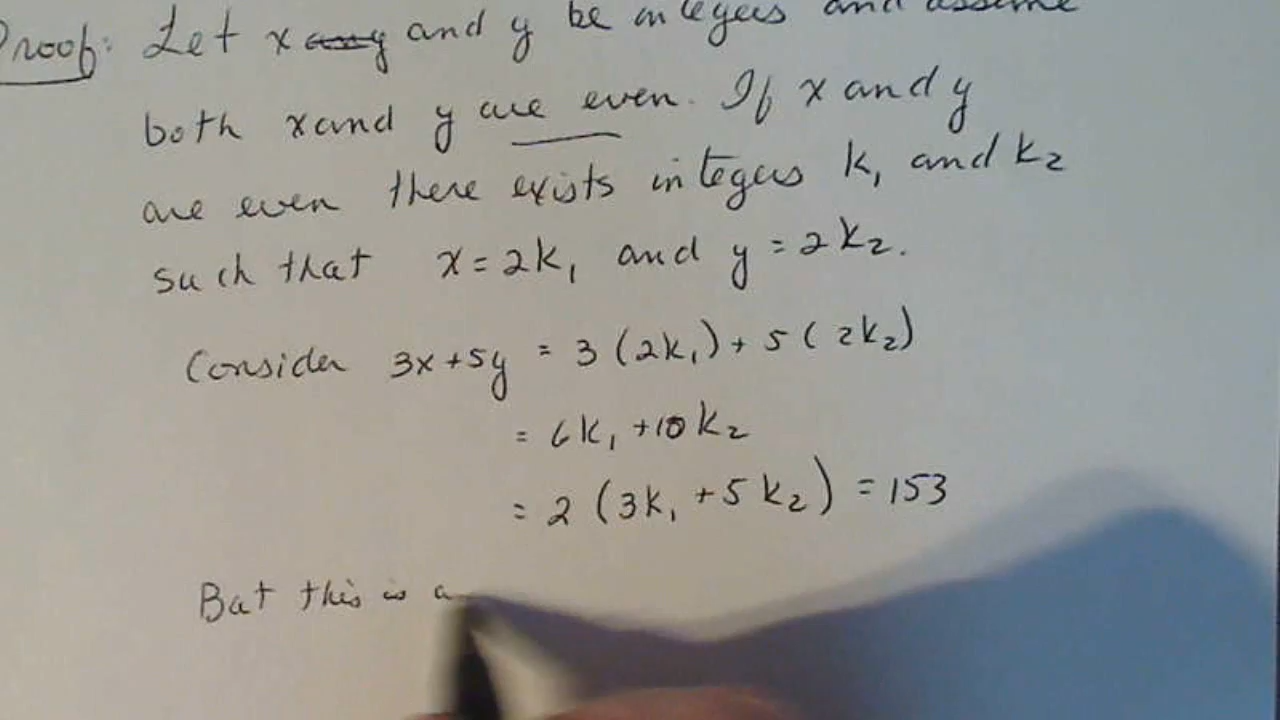 Proof: Let x and y be integers and assume
both x and y are even. If x and y
are even there exists integers k₁ and k₂
such that x = 2k₁ and y = 2k₂.
Consider 3x + 5y = 3(2k₁) + 5(2k₂)
= 6k₁ + 10k₂
= 2(3k₁ + 5k₂) = 153
But this is a